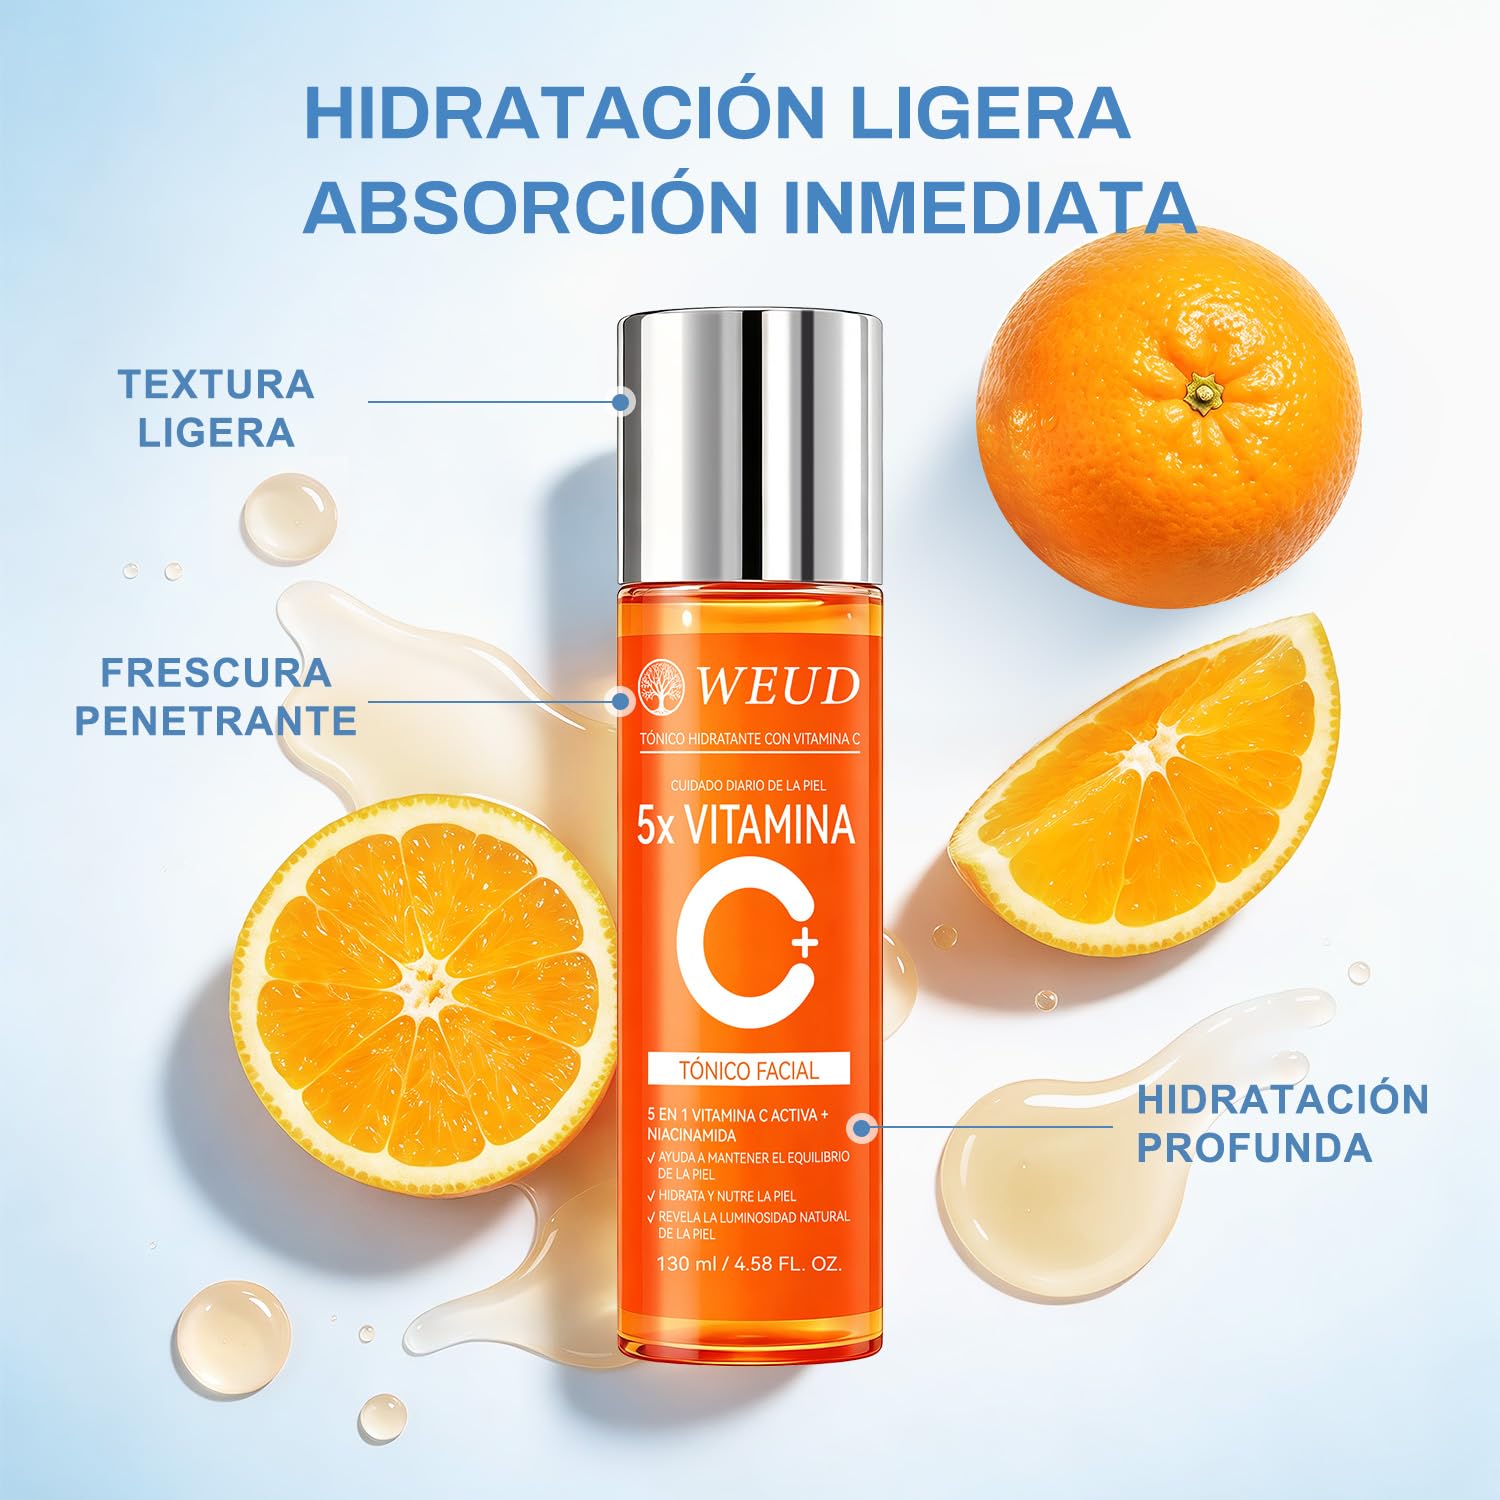 HIDRATACIÓN LIGERA
ABSORCIÓN INMEDIATA
TEXTURA
LIGERA
FRESCURA
PENETRANTE
WEUD
TÓNICO HIDRATANTE CON VITAMINA C
CUIDADO DIARIO DE LA PIEL
5x VITAMINA
C+
TÓNICO FACIAL
5 EN 1 VITAMINA C ACTIVA +
NIACINAMIDA
✓ AYUDA A MANTENER EL EQUILIBRIO
DE LA PIEL
✓ HIDRATA Y NUTRE LA PIEL
✓ REVELA LA LUMINOSIDAD NATURAL
DE LA PIEL
130 ml / 4.58 FL. OZ.
HIDRATACIÓN
PROFUNDA